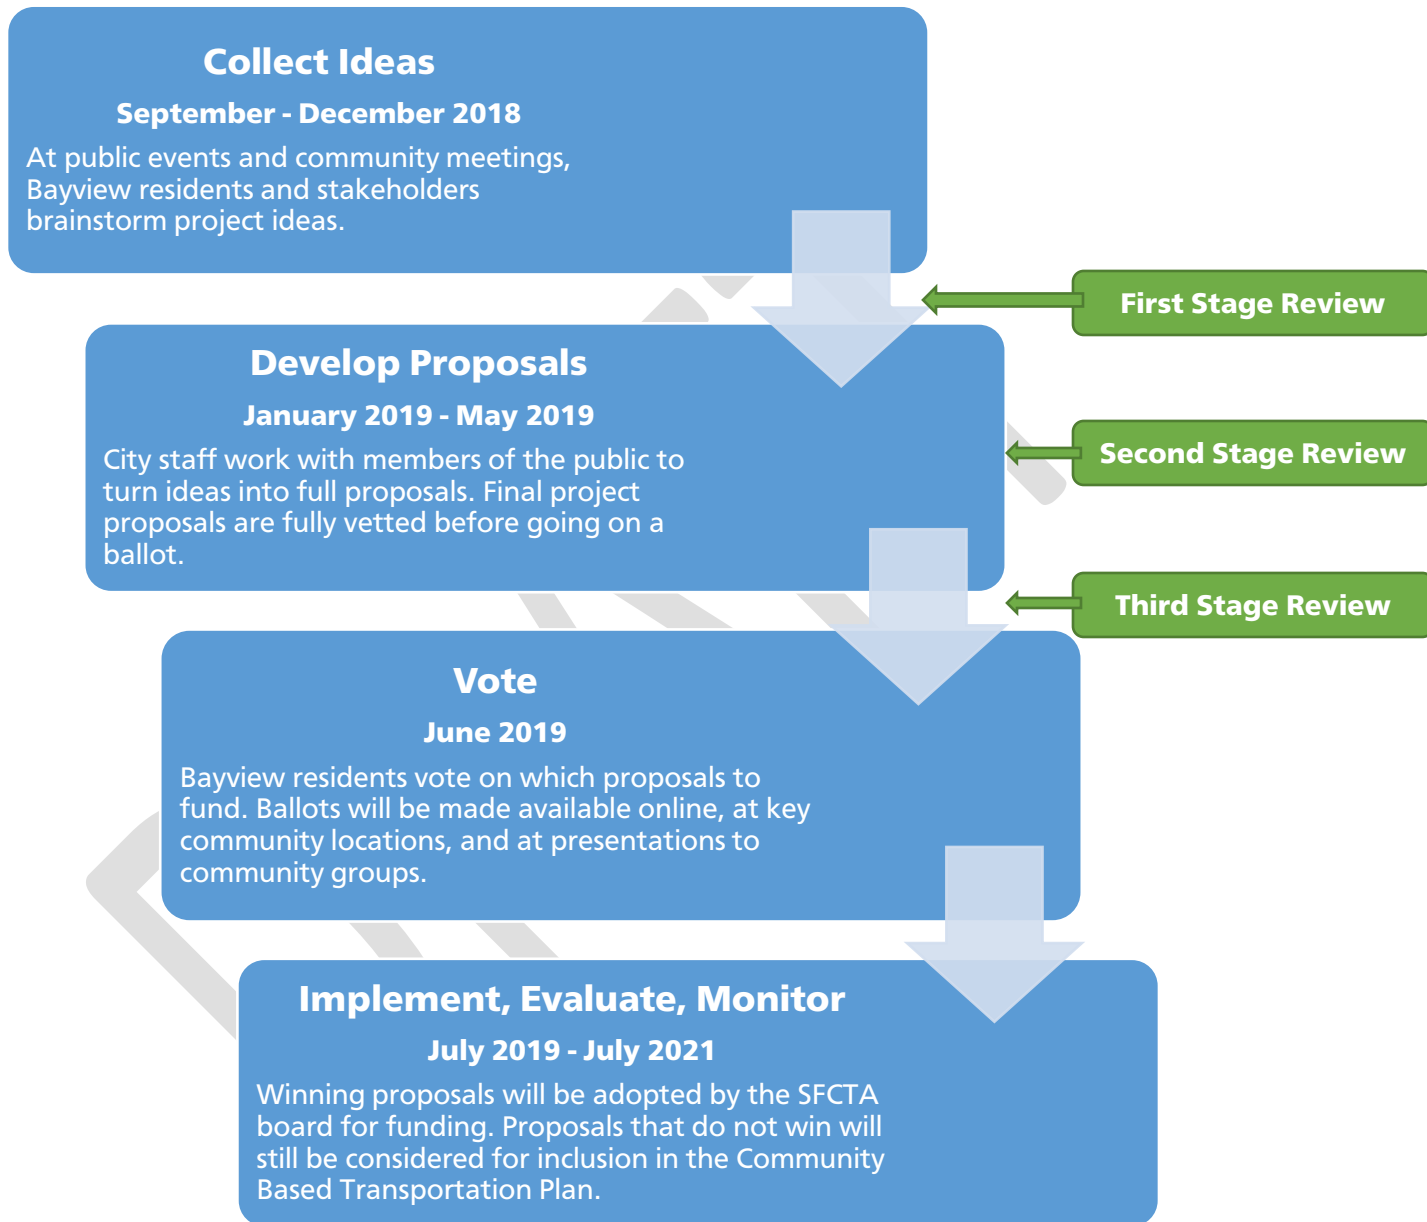 Collect Ideas
September - December 2018
At public events and community meetings,
Bayview residents and stakeholders
brainstorm project ideas.
First Stage Review
Develop Proposals
January 2019 - May 2019
City staff work with members of the public to
turn ideas into full proposals. Final project
proposals are fully vetted before going on a
ballot.
Second Stage Review
Third Stage Review
Vote
June 2019
Bayview residents vote on which proposals to
fund. Ballots will be made available online, at key
community locations, and at presentations to
community groups.
Implement, Evaluate, Monitor
July 2019 - July 2021
Winning proposals will be adopted by the SFCTA
board for funding. Proposals that do not win will
still be considered for inclusion in the Community
Based Transportation Plan.